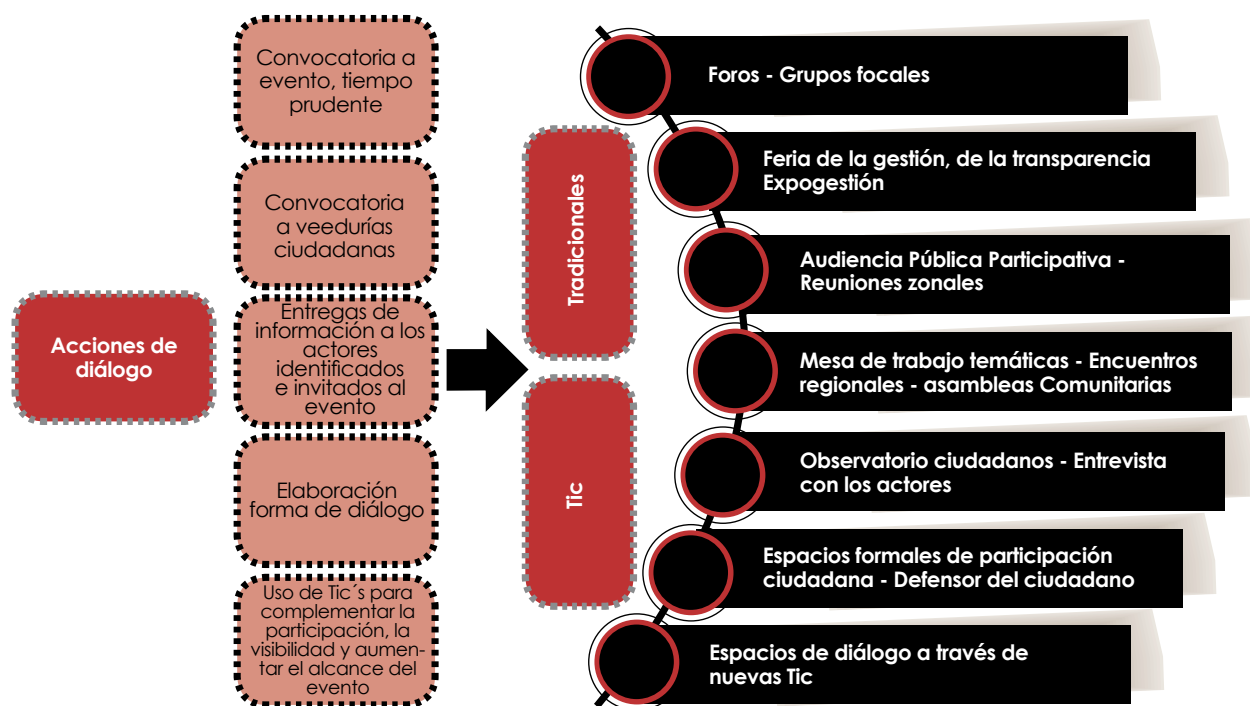 Acciones de
diálogo
Convocatoria a
evento, tiempo
prudente
Convocatoria
a veedurías
ciudadanas
Entregas de
información a los
actores
identificados
e invitados al
evento
Elaboración
forma de diálogo
Uso de Tic´s para
complementar la
participación, la
visibilidad y aumen-
tar el alcance del
evento
Tradicionales
Tic
Foros - Grupos focales
Feria de la gestión, de la transparencia
Expogestión
Audiencia Pública Participativa -
Reuniones zonales
Mesa de trabajo temáticas - Encuentros
regionales - asambleas Comunitarias
Observatorio ciudadanos - Entrevista
con los actores
Espacios formales de participación
ciudadana - Defensor del ciudadano
Espacios de diálogo a través de
nuevas Tic